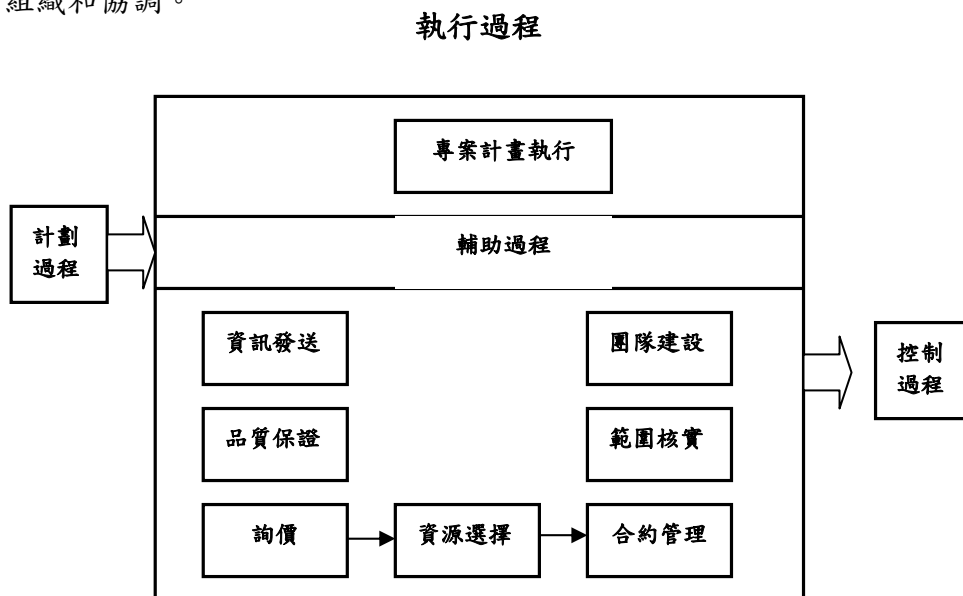 組織和協調。
執行過程
專案計畫執行
計劃
過程
輔助過程
資訊發送
團隊建設
控制
過程
品質保證
範圍核實
詢價
資源選擇
合約管理